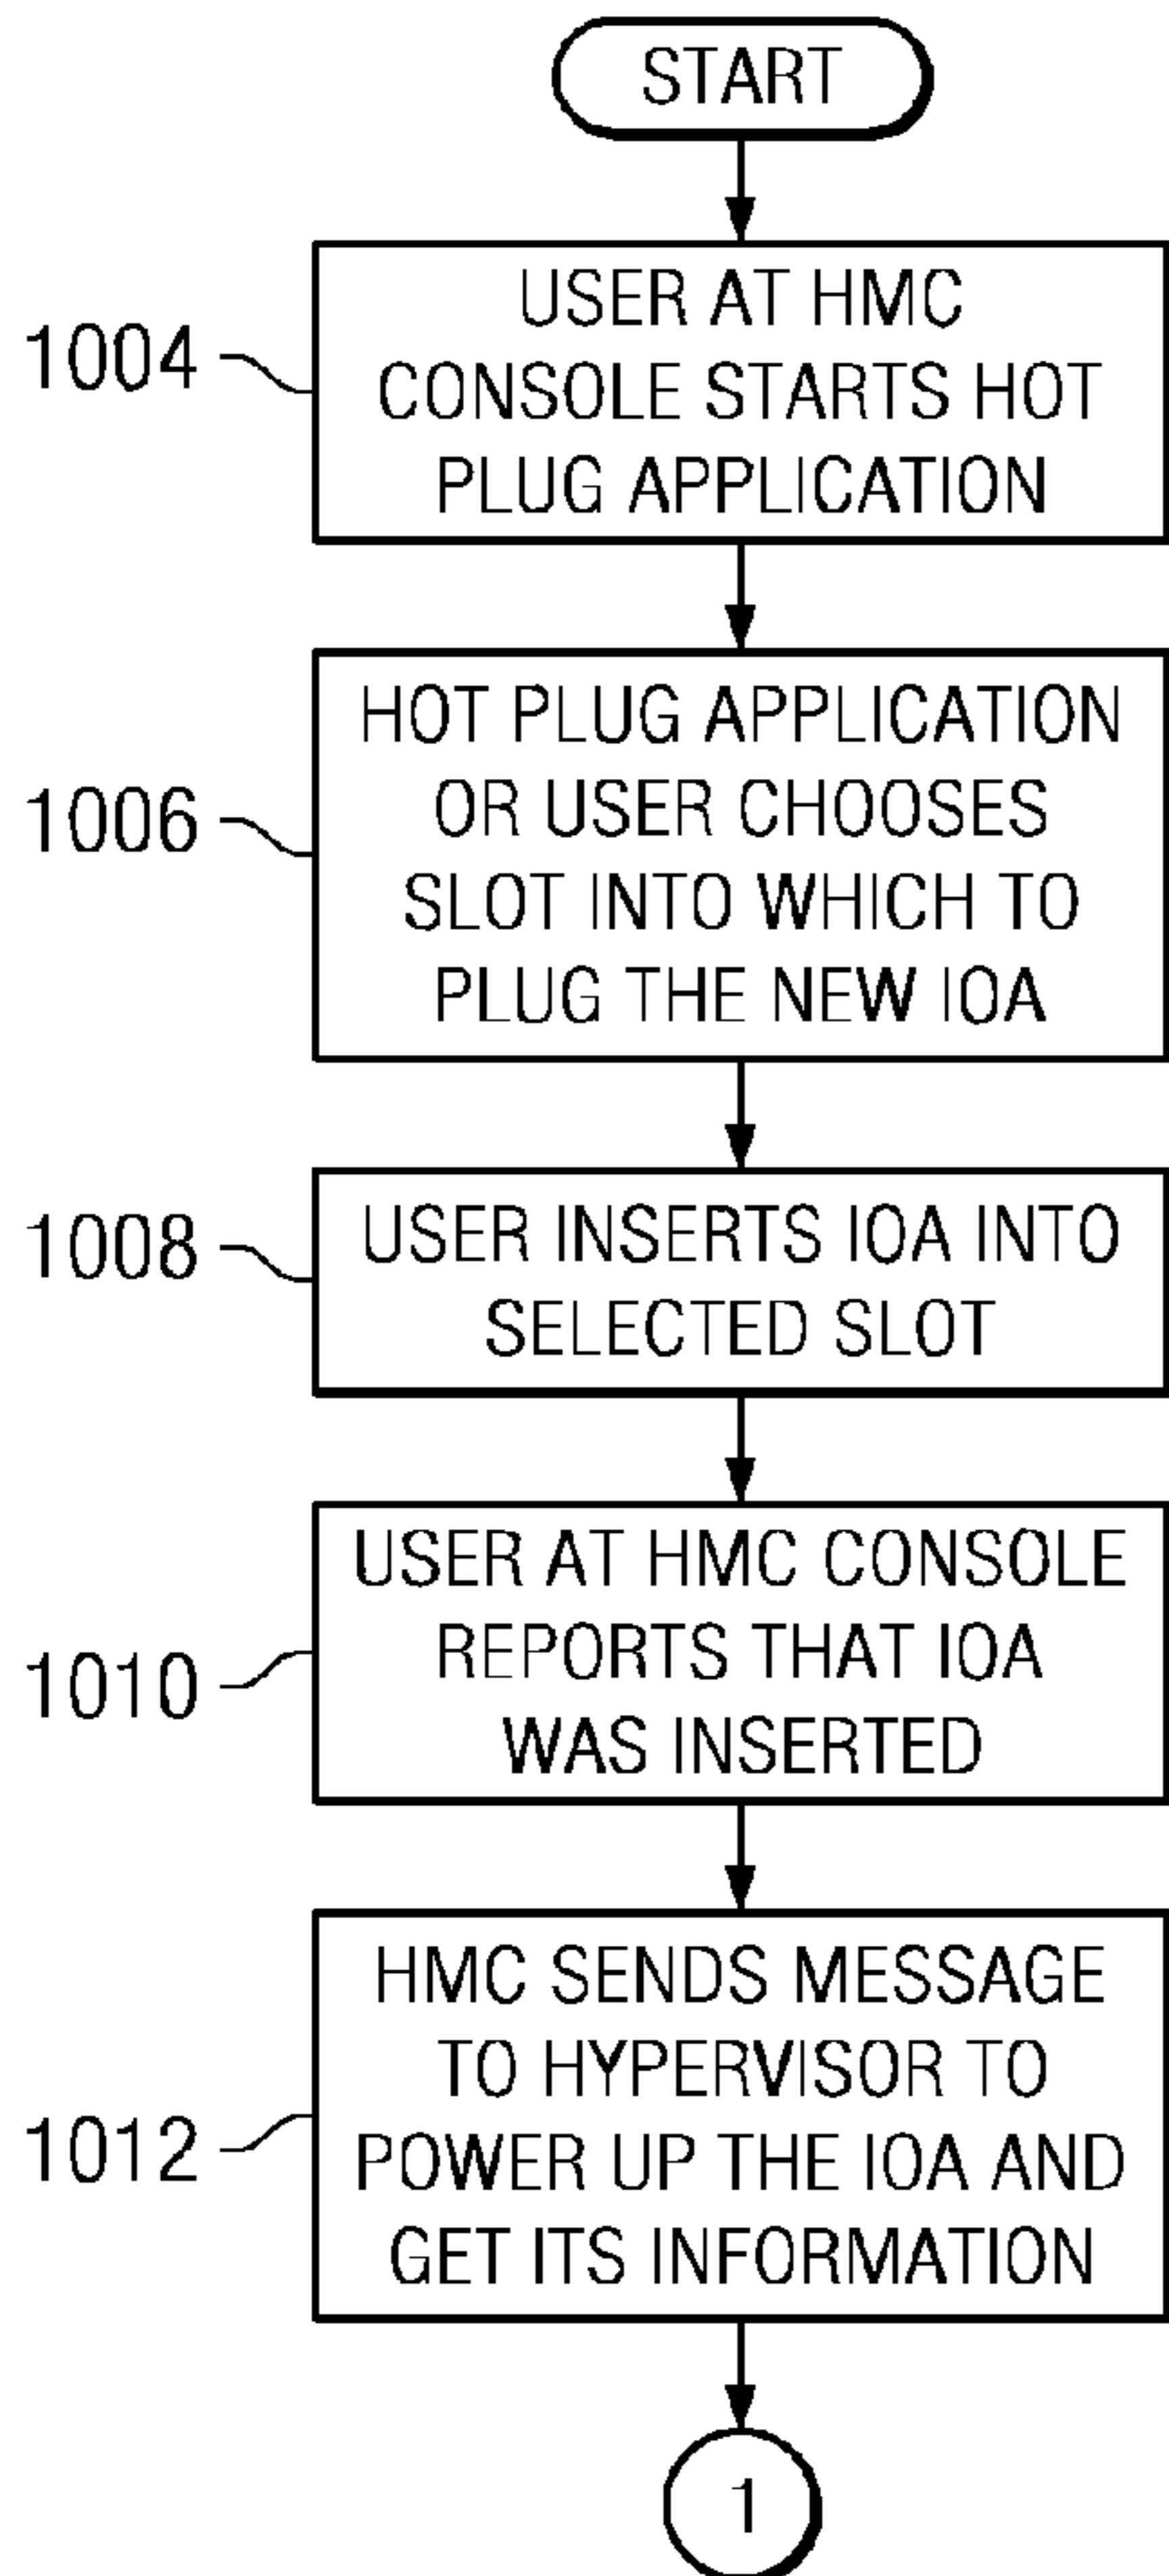 START
1004
USER AT HMC
CONSOLE STARTS HOT
PLUG APPLICATION
1006
HOT PLUG APPLICATION
OR USER CHOOSES
SLOT INTO WHICH TO
PLUG THE NEW IOA
1008
USER INSERTS IOA INTO
SELECTED SLOT
1010
USER AT HMC CONSOLE
REPORTS THAT IOA
WAS INSERTED
1012
HMC SENDS MESSAGE
TO HYPERVISOR TO
POWER UP THE IOA AND
GET ITS INFORMATION
1